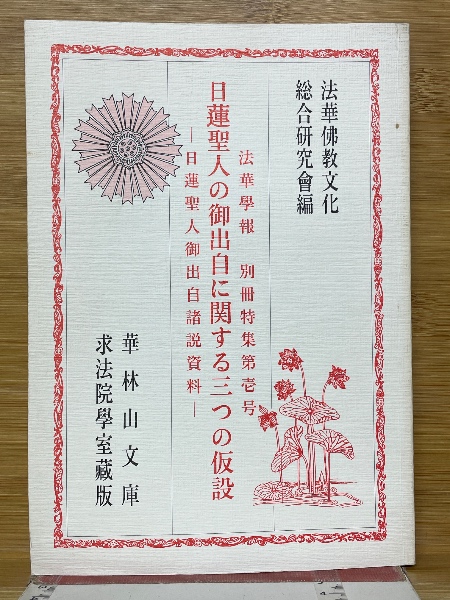 法華佛教文化
総合研究會編
法華學報　別冊特集第壱号
日蓮聖人の御出自に関する三つの仮設
―日蓮聖人御出自諸説資料―
華林山文庫
求法院學室藏版